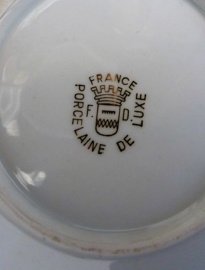 FRANCE
F. D.
PORCELAINE DE LUXE